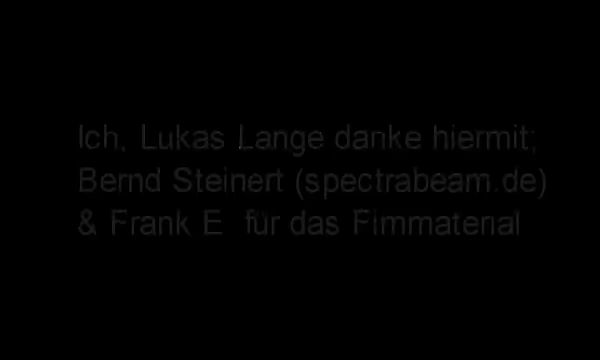 Ich, Lukas Lange danke hiermit;
Bernd Steinert (spectrabeam.de)
& Frank E. für das Fimmaterial